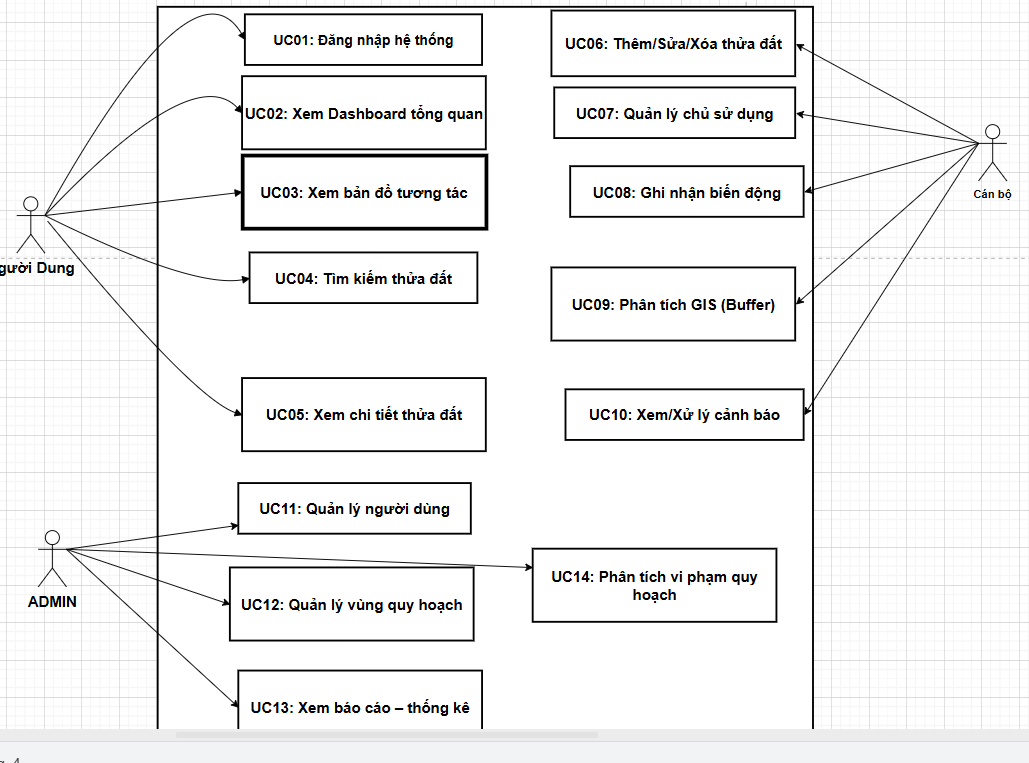 UC01: Đăng nhập hệ thống
UC06: Thêm/Sửa/Xóa thửa đất
UC02: Xem Dashboard tổng quan
UC07: Quản lý chủ sử dụng
UC03: Xem bản đồ tương tác
UC08: Ghi nhận biến động
Cán bộ
gười Dung
UC04: Tìm kiếm thửa đất
UC09: Phân tích GIS (Buffer)
UC05: Xem chi tiết thửa đất
UC10: Xem/Xử lý cảnh báo
UC11: Quản lý người dùng
ADMIN
UC14: Phân tích vi phạm quy
hoạch
UC12: Quản lý vùng quy hoạch
UC13: Xem báo cáo – thống kê